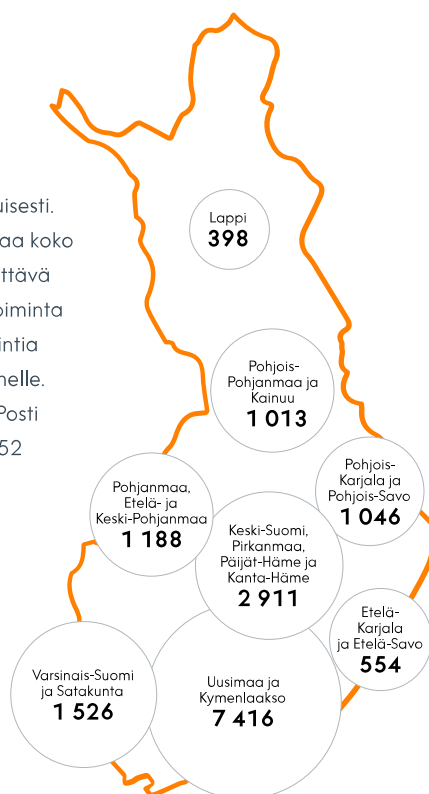 uisesti.
aa koko
ttävä
oiminta
intia
nelle.
Posti
52
Lappi
398
Pohjois-
Pohjanmaa ja
Kainuu
1 013
Pohjois-
Karjala ja
Pohjois-Savo
1 046
Pohjanmaa,
Etelä- ja
Keski-Pohjanmaa
1 188
Keski-Suomi,
Pirkanmaa,
Päijät-Häme ja
Kanta-Häme
2 911
Etelä-
Karjala
ja Etelä-Savo
554
Varsinais-Suomi
ja Satakunta
1 526
Uusimaa ja
Kymenlaakso
7 416